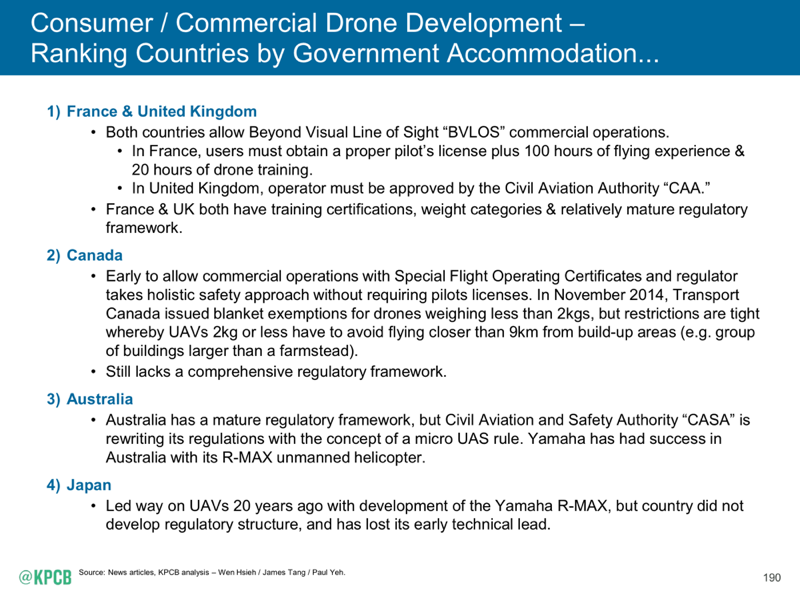 Consumer / Commercial Drone Development –
Ranking Countries by Government Accommodation...
1) France & United Kingdom
• Both countries allow Beyond Visual Line of Sight “BVLOS” commercial operations.
• In France, users must obtain a proper pilot’s license plus 100 hours of flying experience &
20 hours of drone training.
• In United Kingdom, operator must be approved by the Civil Aviation Authority “CAA.”
• France & UK both have training certifications, weight categories & relatively mature regulatory
framework.
2) Canada
• Early to allow commercial operations with Special Flight Operating Certificates and regulator
takes holistic safety approach without requiring pilots licenses. In November 2014, Transport
Canada issued blanket exemptions for drones weighing less than 2kgs, but restrictions are tight
whereby UAVs 2kg or less have to avoid flying closer than 9km from build-up areas (e.g. group
of buildings larger than a farmstead).
• Still lacks a comprehensive regulatory framework.
3) Australia
• Australia has a mature regulatory framework, but Civil Aviation and Safety Authority “CASA” is
rewriting its regulations with the concept of a micro UAS rule. Yamaha has had success in
Australia with its R-MAX unmanned helicopter.
4) Japan
• Led way on UAVs 20 years ago with development of the Yamaha R-MAX, but country did not
develop regulatory structure, and has lost its early technical lead.
@KPCB
Source: News articles, KPCB analysis – Wen Hsieh / James Tang / Paul Yeh.
190